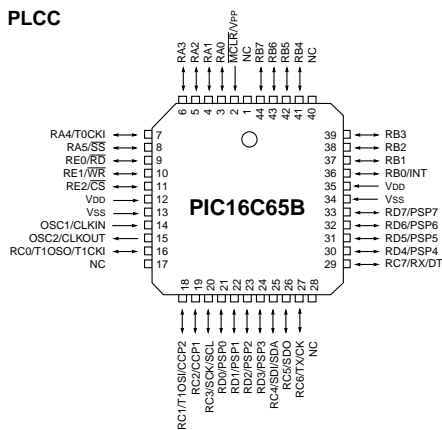 PLCC
RA3
RA2
RA1
RA0
MCLR/VPP
NC
RB7
RB6
RB5
RB4
NC
6
5
4
3
2
1
44
43
42
41
40
RA4/T0CKI 7
RA5/SS 8
RE0/RD 9
RE1/WR 10
RE2/CS 11
VDD 12
VSS 13
OSC1/CLKIN 14
OSC2/CLKOUT 15
RC0/T1OSO/T1CKI 16
NC 17
PIC16C65B
39 RB3
38 RB2
37 RB1
36 RB0/INT
35 VDD
34 VSS
33 RD7/PSP7
32 RD6/PSP6
31 RD5/PSP5
30 RD4/PSP4
29 RC7/RX/DT
18
19
20
21
22
23
24
25
26
27
28
RC1/T1OSI/CCP2
RC2/CCP1
RC3/SCK/SCL
RD0/PSP0
RD1/PSP1
RD2/PSP2
RD3/PSP3
RC4/SDI/SDA
RC5/SDO
RC6/TX/CK
NC